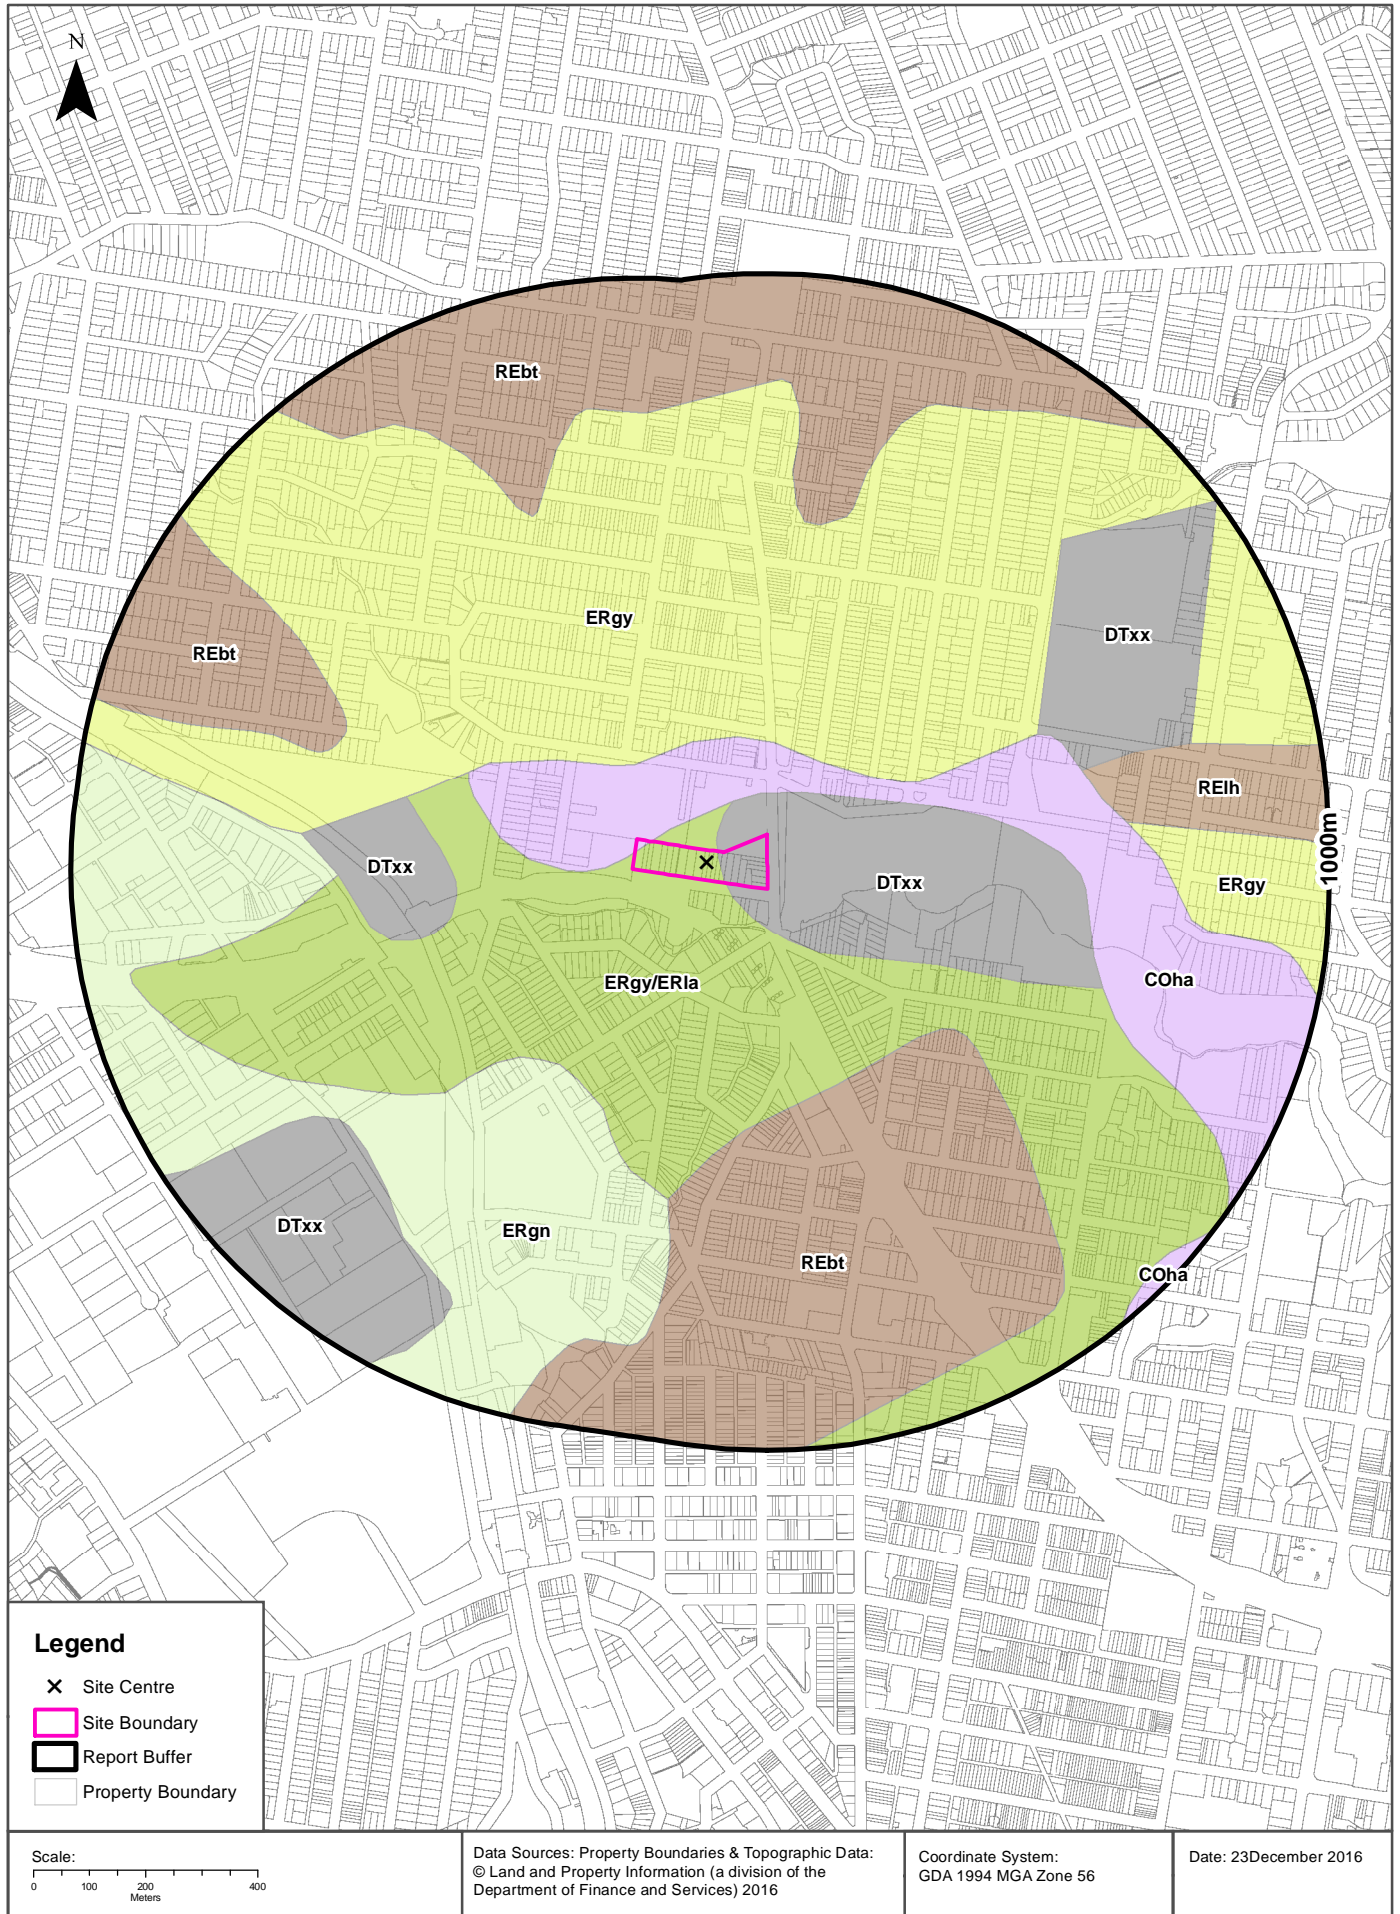 N
REbt
ERgy
DTxx
REbt
RElh
1000m
DTxx
DTxx
ERgy
COha
ERgy/ERla
DTxx
ERgn
REbt
COha
Legend
Site Centre
Site Boundary
Report Buffer
Property Boundary
Scale:
0 100 200 400
Meters
Data Sources: Property Boundaries & Topographic Data:
© Land and Property Information (a division of the
Department of Finance and Services) 2016
Coordinate System:
GDA 1994 MGA Zone 56
Date: 23December 2016